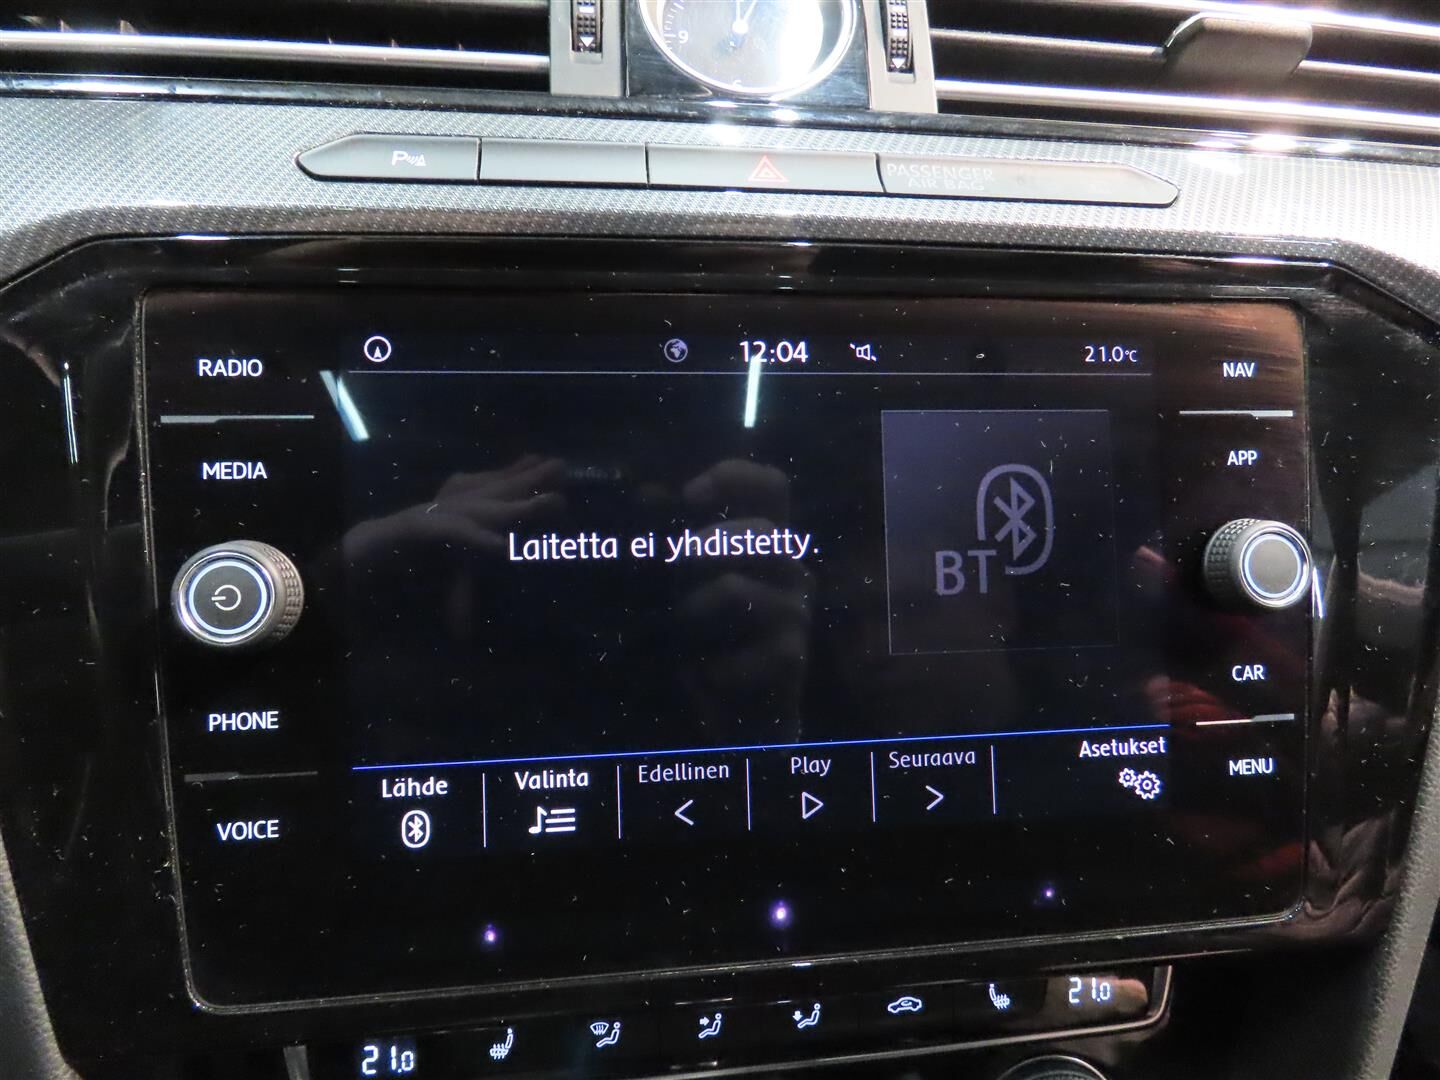 9
P
PASSENGER
AIR BAG
RADIO
MEDIA
PHONE
VOICE
12:04
21.0°C
Laitetta ei yhdistetty.
BT
Lähde
Valinta
Edellinen
Play
Seuraava
Asetukset
NAV
APP
CAR
MENU
21.0
21.0